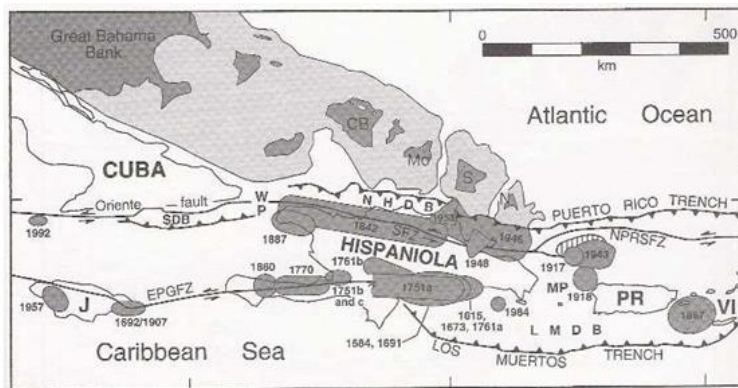 Great Bahama
Bank
0
500
km
Atlantic Ocean
CB
Mo
S
CUBA
Oriente fault
W
P
N H D B
PUERTO RICO TRENCH
1992
SDB
1842
SFZ
1953
1946
NPRSFZ
1887
HISPANIOLA
1948
1917
1943
1761b
1860
1770
1751b
and c
1751a
MP
1918
PR
VI
EPGFZ
J
1957
1692/1907
1615,
1673, 1761a
1984
1867
1684, 1691
L M D B
Caribbean Sea
LOS MUERTOS TRENCH